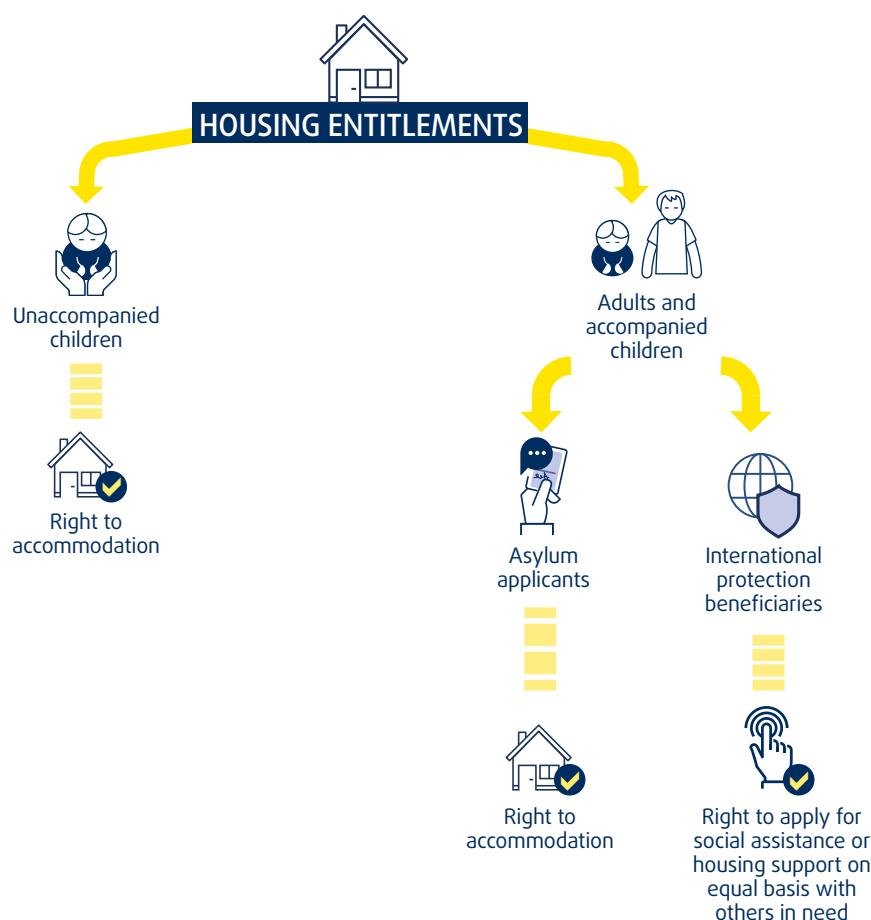 HOUSING ENTITLEMENTS
Unaccompanied
children
Right to
accommodation
Adults and
accompanied
children
Asylum
applicants
Right to
accommodation
International
protection
beneficiaries
Right to apply for
social assistance or
housing support on
equal basis with
others in need